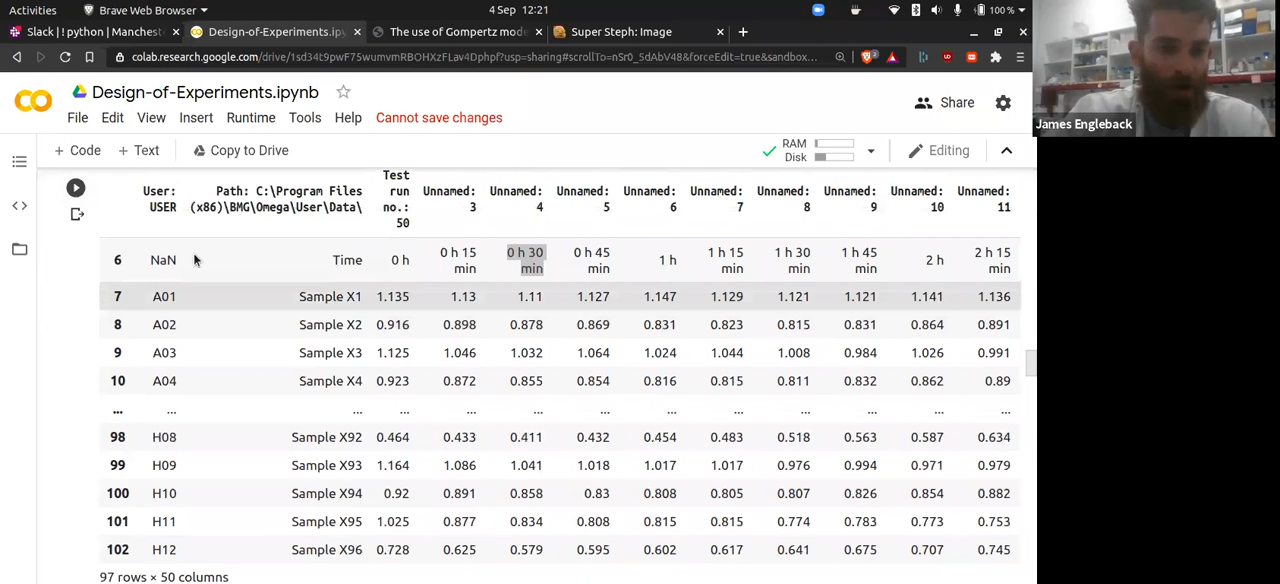 Activities
Brave Web Browser
4 Sep 12:21
100 %
Slack | ! python | Manchest
Design-of-Experiments.ipynb
The use of Gompertz mode
Super Steph: Image
colab.research.google.com/drive/1sd34t9pwF75wumvmRBOHXzFLav4Dphpf?usp=sharing#scrollTo=nSr0_5dAbV48&forceEdit=true&sandbox...
James Engleback
Design-of-Experiments.ipynb
Share
File Edit View Insert Runtime Tools Help Cannot save changes
+ Code + Text Copy to Drive
RAM
Disk
Editing
User: USER
Path: C:\Program Files (x86)\BMG\Omega\User\Data\
Test run no.: 50
Unnamed: 3
Unnamed: 4
Unnamed: 5
Unnamed: 6
Unnamed: 7
Unnamed: 8
Unnamed: 9
Unnamed: 10
Unnamed: 11
6 NaN Time 0 h 0 h 15 min 0 h 30 min 0 h 45 min 1 h 1 h 15 min 1 h 30 min 1 h 45 min 2 h 2 h 15 min
7 A01 Sample X1 1.135 1.13 1.11 1.127 1.147 1.129 1.121 1.121 1.141 1.136
8 A02 Sample X2 0.916 0.898 0.878 0.869 0.831 0.823 0.815 0.831 0.864 0.891
9 A03 Sample X3 1.125 1.046 1.032 1.064 1.024 1.044 1.008 0.984 1.026 0.991
10 A04 Sample X4 0.923 0.872 0.855 0.854 0.816 0.815 0.811 0.832 0.862 0.89
... ... ... ... ... ... ... ... ... ... ... ... ...
98 H08 Sample X92 0.464 0.433 0.411 0.432 0.454 0.483 0.518 0.563 0.587 0.634
99 H09 Sample X93 1.164 1.086 1.041 1.018 1.017 1.017 0.976 0.994 0.971 0.979
100 H10 Sample X94 0.92 0.891 0.858 0.83 0.808 0.805 0.807 0.826 0.854 0.882
101 H11 Sample X95 1.025 0.877 0.834 0.808 0.815 0.815 0.774 0.783 0.773 0.753
102 H12 Sample X96 0.728 0.625 0.579 0.595 0.602 0.617 0.641 0.675 0.707 0.745
97 rows × 50 columns